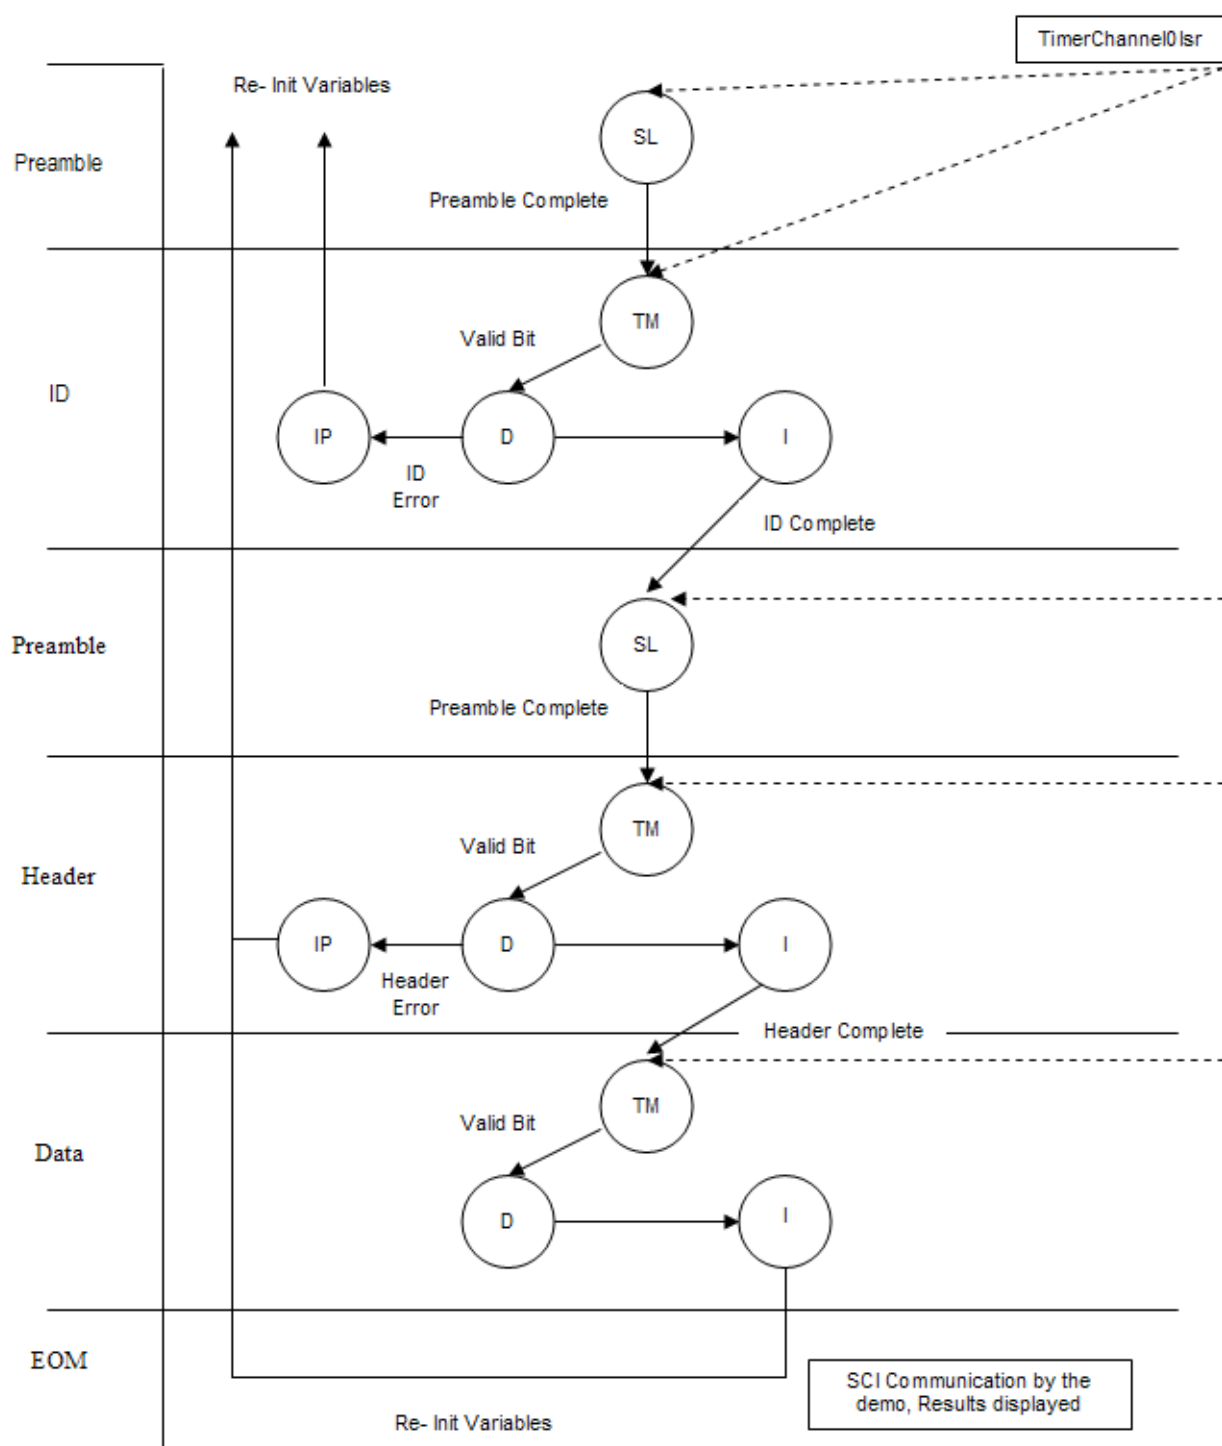 TimerChannel0Isr
Re- Init Variables
SL
Preamble
Preamble Complete
TM
Valid Bit
ID
IP
D
I
ID
Error
ID Complete
Preamble
SL
Preamble Complete
TM
Valid Bit
Header
IP
D
I
Header
Error
Header Complete
TM
Valid Bit
Data
D
I
EOM
SCI Communication by the
demo, Results displayed
Re- Init Variables